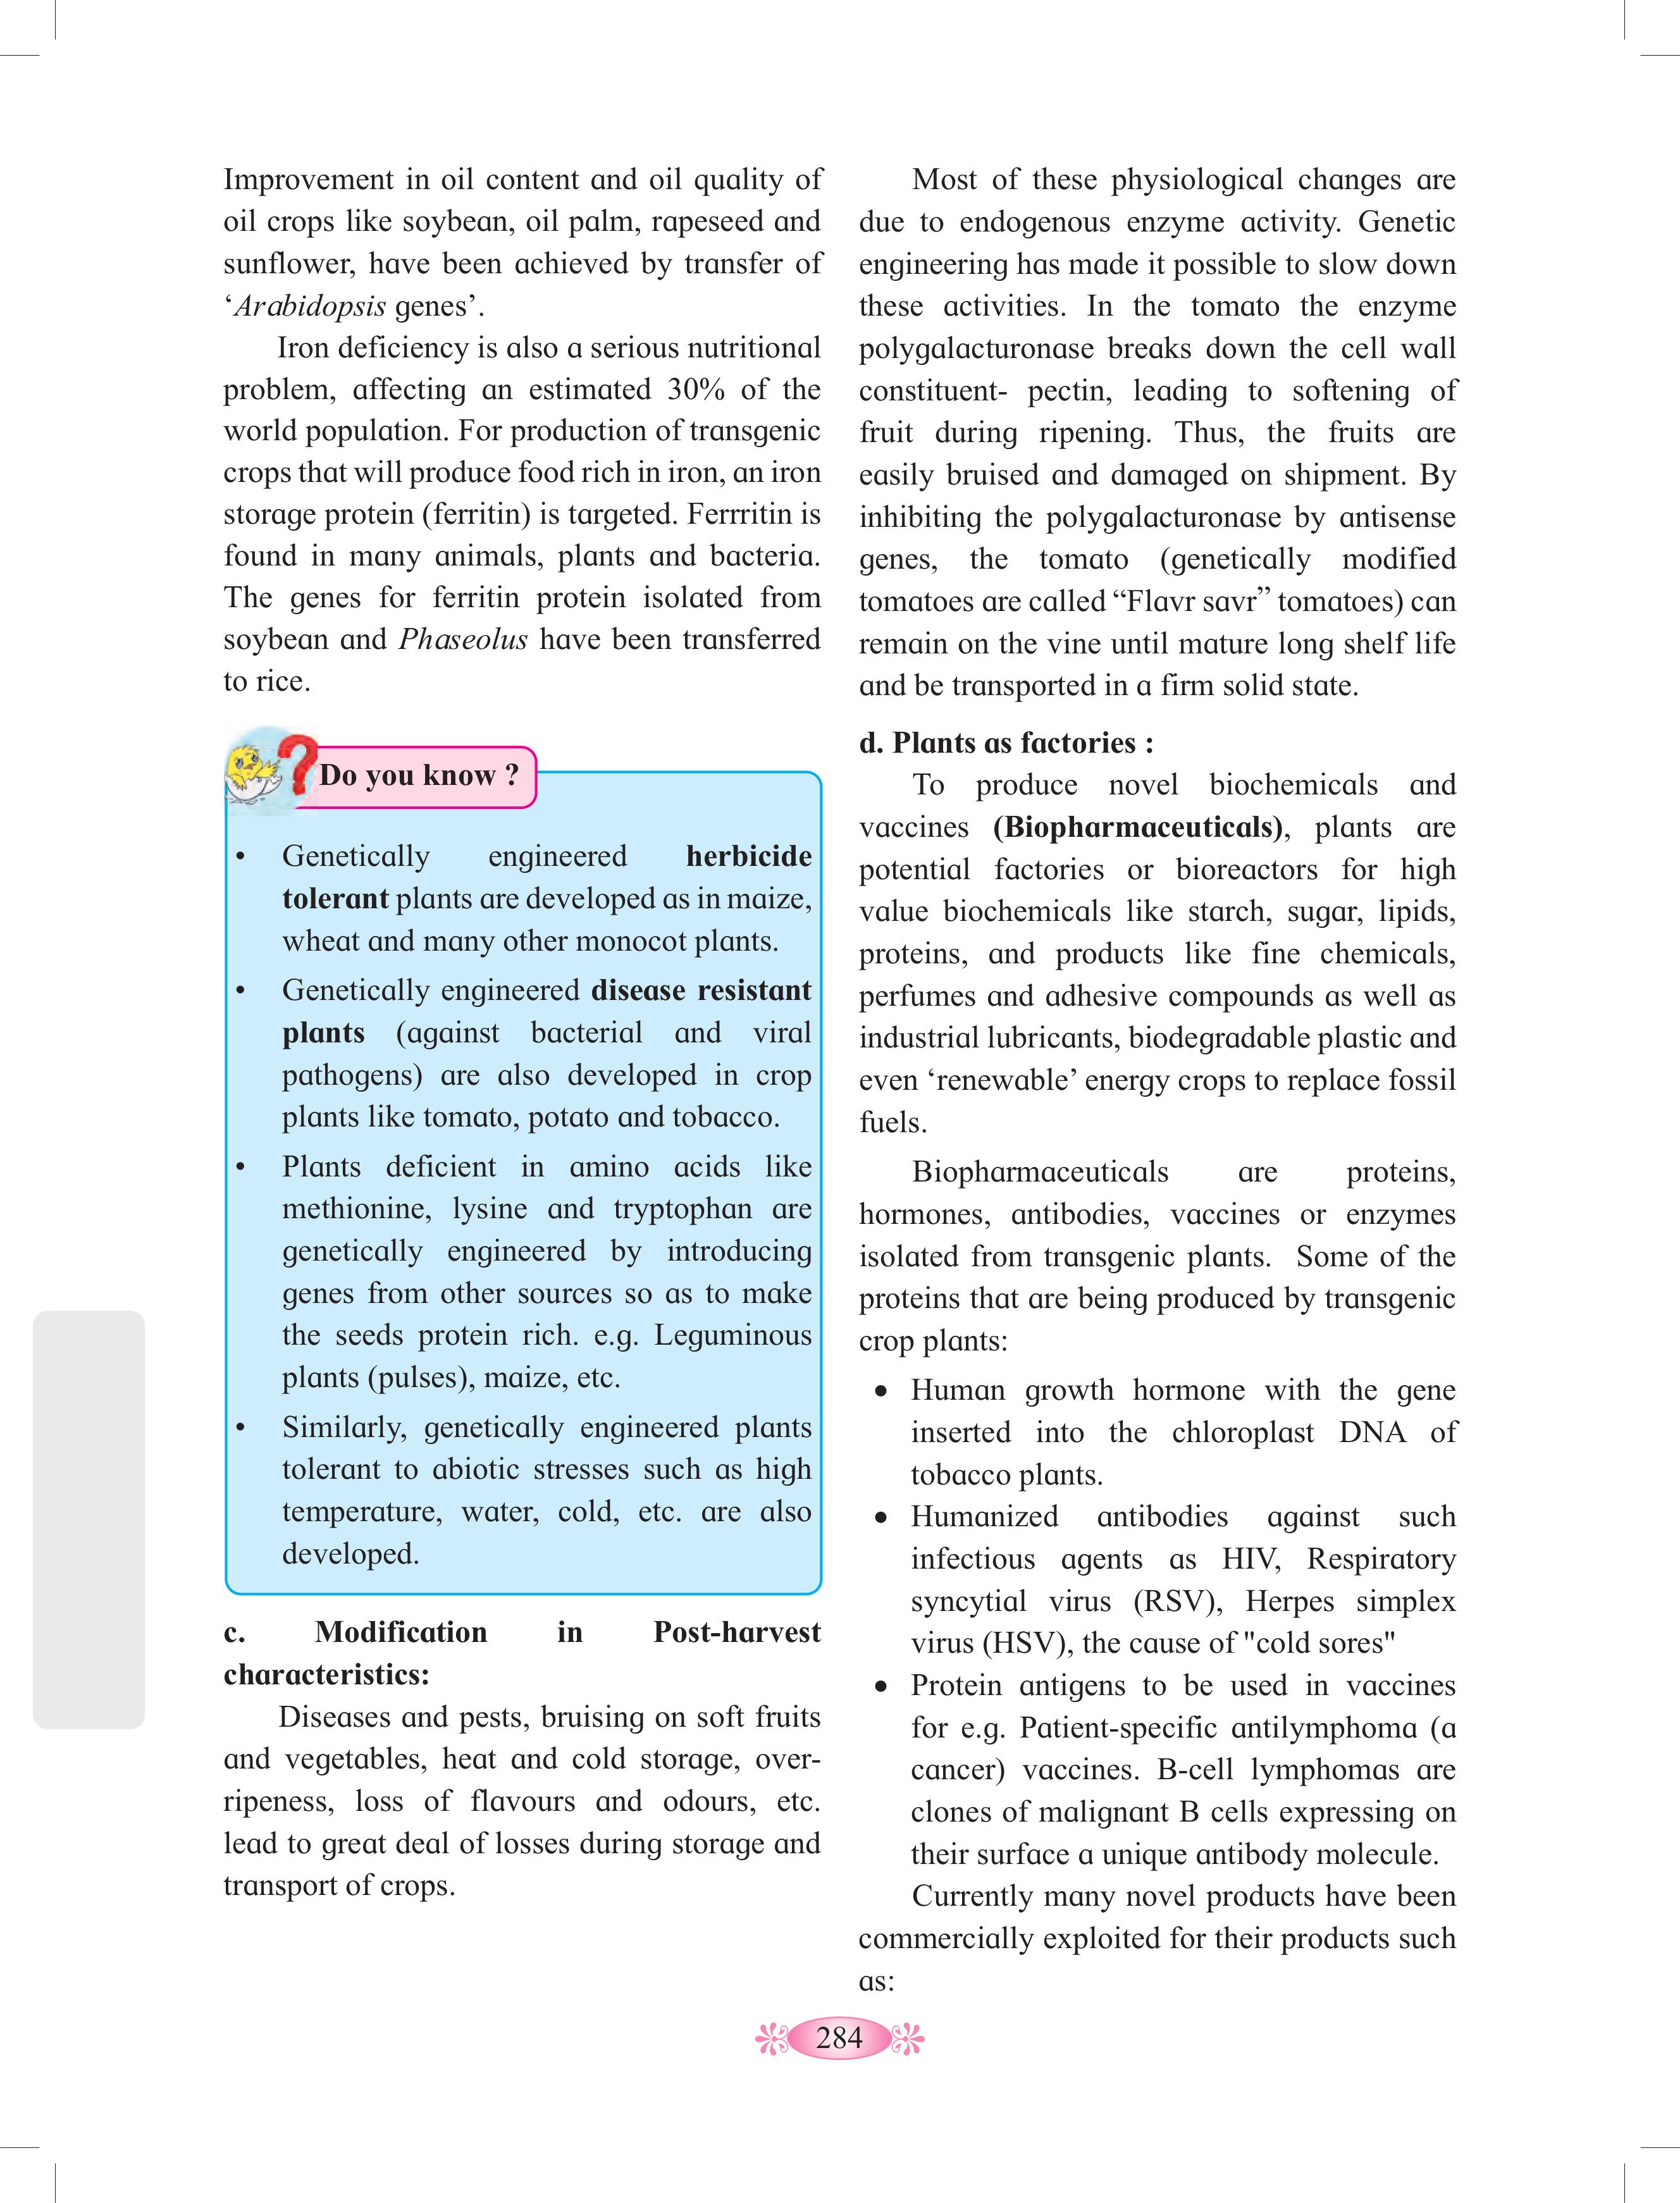 Improvement in oil content and oil quality of
oil crops like soybean, oil palm, rapeseed and
sunflower, have been achieved by transfer of
‘Arabidopsis genes’.
Iron deficiency is also a serious nutritional
problem, affecting an estimated 30% of the
world population. For production of transgenic
crops that will produce food rich in iron, an iron
storage protein (ferritin) is targeted. Ferrritin is
found in many animals, plants and bacteria.
The genes for ferritin protein isolated from
soybean and Phaseolus have been transferred
to rice.
Do you know ?
• Genetically engineered herbicide
tolerant plants are developed as in maize,
wheat and many other monocot plants.
• Genetically engineered disease resistant
plants (against bacterial and viral
pathogens) are also developed in crop
plants like tomato, potato and tobacco.
• Plants deficient in amino acids like
methionine, lysine and tryptophan are
genetically engineered by introducing
genes from other sources so as to make
the seeds protein rich. e.g. Leguminous
plants (pulses), maize, etc.
• Similarly, genetically engineered plants
tolerant to abiotic stresses such as high
temperature, water, cold, etc. are also
developed.
c. Modification in Post-harvest
characteristics:
Diseases and pests, bruising on soft fruits
and vegetables, heat and cold storage, over-
ripeness, loss of flavours and odours, etc.
lead to great deal of losses during storage and
transport of crops.
Most of these physiological changes are
due to endogenous enzyme activity. Genetic
engineering has made it possible to slow down
these activities. In the tomato the enzyme
polygalacturonase breaks down the cell wall
constituent- pectin, leading to softening of
fruit during ripening. Thus, the fruits are
easily bruised and damaged on shipment. By
inhibiting the polygalacturonase by antisense
genes, the tomato (genetically modified
tomatoes are called “Flavr savr” tomatoes) can
remain on the vine until mature long shelf life
and be transported in a firm solid state.
d. Plants as factories :
To produce novel biochemicals and
vaccines (Biopharmaceuticals), plants are
potential factories or bioreactors for high
value biochemicals like starch, sugar, lipids,
proteins, and products like fine chemicals,
perfumes and adhesive compounds as well as
industrial lubricants, biodegradable plastic and
even ‘renewable’ energy crops to replace fossil
fuels.
Biopharmaceuticals are proteins,
hormones, antibodies, vaccines or enzymes
isolated from transgenic plants. Some of the
proteins that are being produced by transgenic
crop plants:
• Human growth hormone with the gene
inserted into the chloroplast DNA of
tobacco plants.
• Humanized antibodies against such
infectious agents as HIV, Respiratory
syncytial virus (RSV), Herpes simplex
virus (HSV), the cause of "cold sores"
• Protein antigens to be used in vaccines
for e.g. Patient-specific antilymphoma (a
cancer) vaccines. B-cell lymphomas are
clones of malignant B cells expressing on
their surface a unique antibody molecule.
Currently many novel products have been
commercially exploited for their products such
as:
284